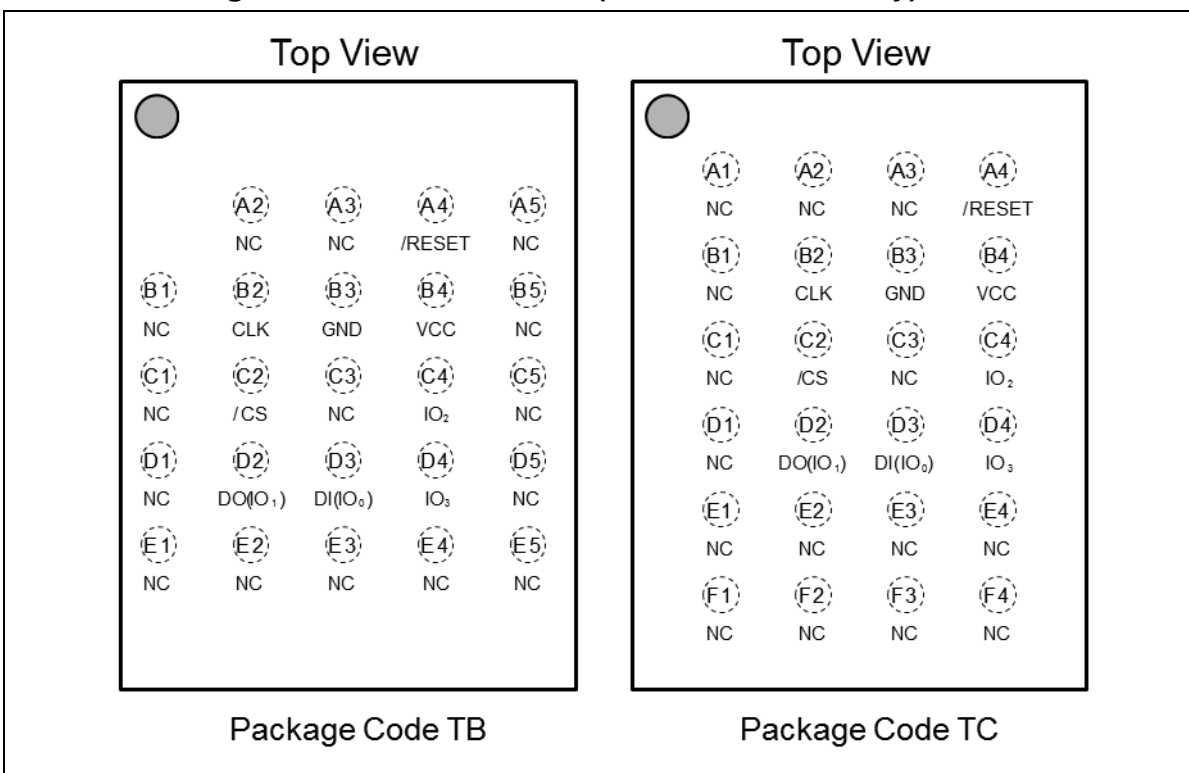 Top View
A2 A3 A4 A5
NC NC /RESET NC
B1 B2 B3 B4 B5
NC CLK GND VCC NC
C1 C2 C3 C4 C5
NC /CS NC IO₂ NC
D1 D2 D3 D4 D5
NC DO(IO₁) DI(IO₀) IO₃ NC
E1 E2 E3 E4 E5
NC NC NC NC NC
Package Code TB
Top View
A1 A2 A3 A4
NC NC NC /RESET
B1 B2 B3 B4
NC CLK GND VCC
C1 C2 C3 C4
NC /CS NC IO₂
D1 D2 D3 D4
NC DO(IO₁) DI(IO₀) IO₃
E1 E2 E3 E4
NC NC NC NC
F1 F2 F3 F4
NC NC NC NC
Package Code TC